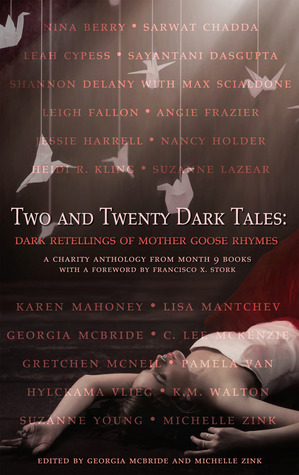 NINA BERRY • SARWAT CHADDA
LEAH CYPESS • SAYANTANI DASGUPTA
SHANNON DELANY WITH MAX SCIALDONE
LEIGH FALLON • ANGIE FRAZIER
JESSIE HARRELL • NANCY HOLDER
HEIDI R. KLING • SUZANNE LAZEAR
TWO AND TWENTY DARK TALES:
DARK RETELLINGS OF MOTHER GOOSE RHYMES
A CHARITY ANTHOLOGY FROM MONTH 9 BOOKS
WITH A FOREWORD BY FRANCISCO X. STORK
KAREN MAHONEY • LISA MANTCHEV
GEORGIA MCBRIDE • C. LEE MCKENZIE
GRETCHEN MCNEIL • PAMELA VAN
HYLCKAMA VLIEG • K.M. WALTON
SUZANNE YOUNG • MICHELLE ZINK
EDITED BY GEORGIA MCBRIDE AND MICHELLE ZINK